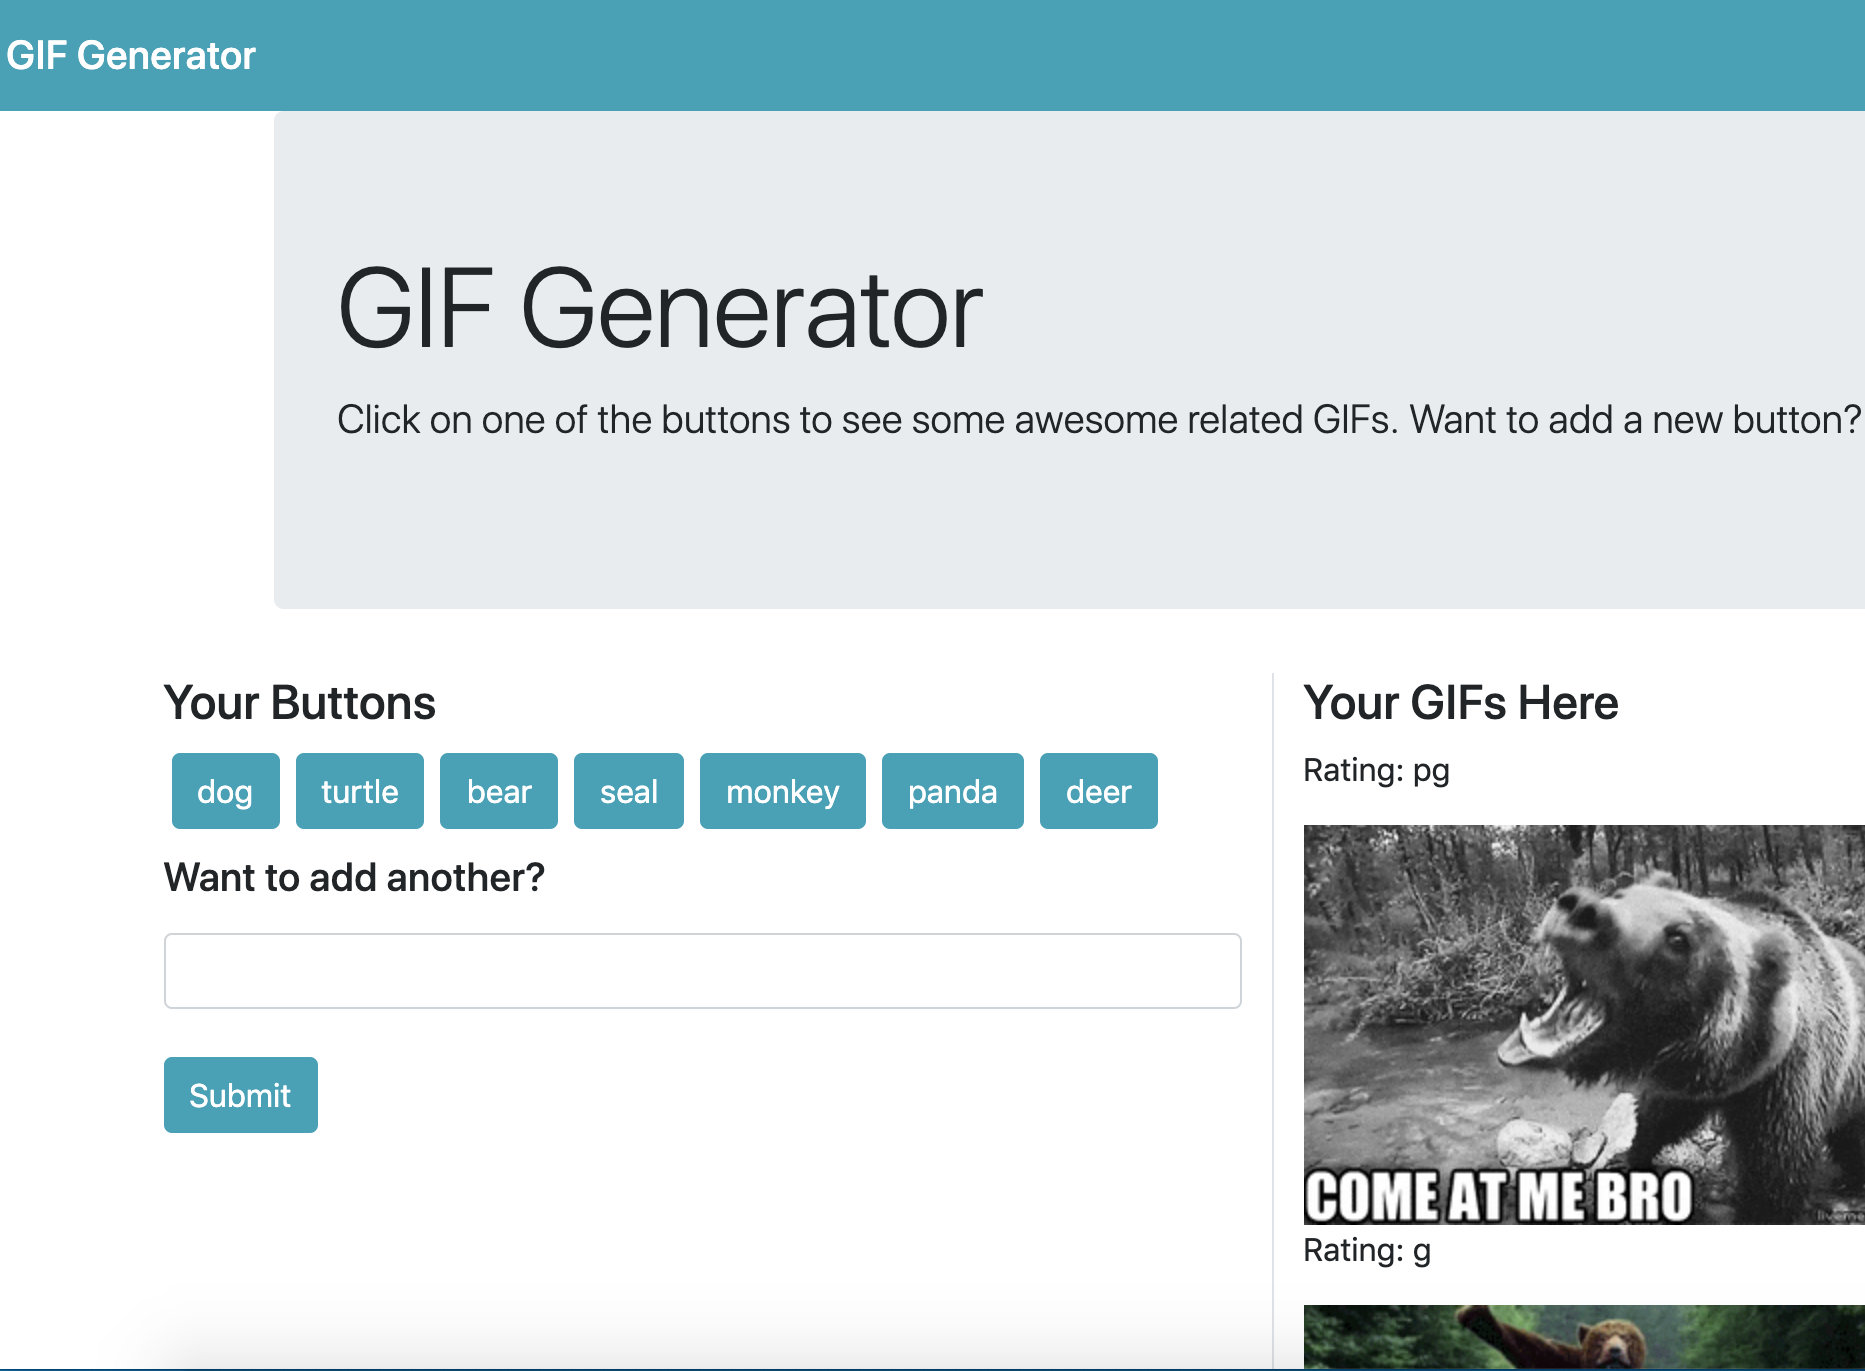 GIF Generator
GIF Generator
Click on one of the buttons to see some awesome related GIFs. Want to add a new button?
Your Buttons
dog turtle bear seal monkey panda deer
Want to add another?
Submit
Your GIFs Here
Rating: pg
COME AT ME BRO
Rating: g